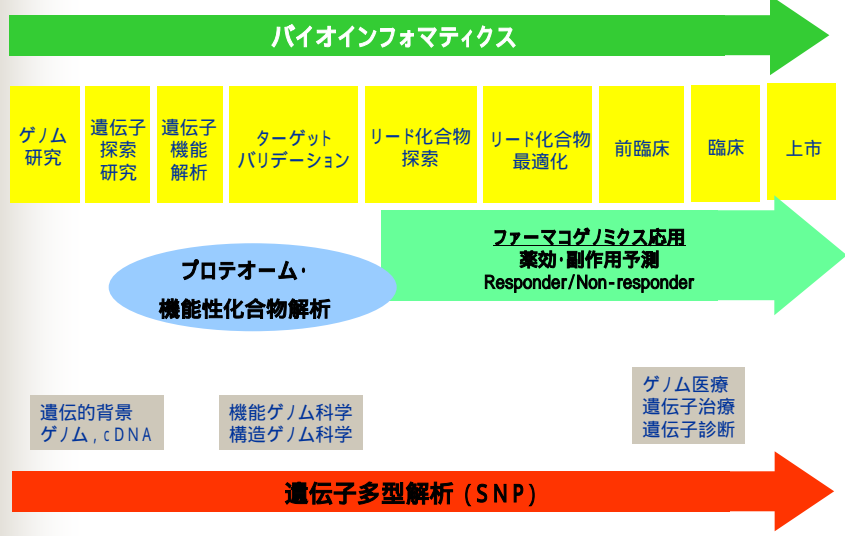 バイオインフォマティクス
ゲノム
研究
遺伝子
探索
研究
遺伝子
機能
解析
ターゲット
バリデーション
リード化合物
探索
リード化合物
最適化
前臨床
臨床
上市
ファーマコゲノミクス応用
薬効・副作用予測
Responder/Non-responder
プロテオーム・
機能性化合物解析
遺伝的背景
ゲノム,cDNA
機能ゲノム科学
構造ゲノム科学
ゲノム医療
遺伝子治療
遺伝子診断
遺伝子多型解析(SNP)